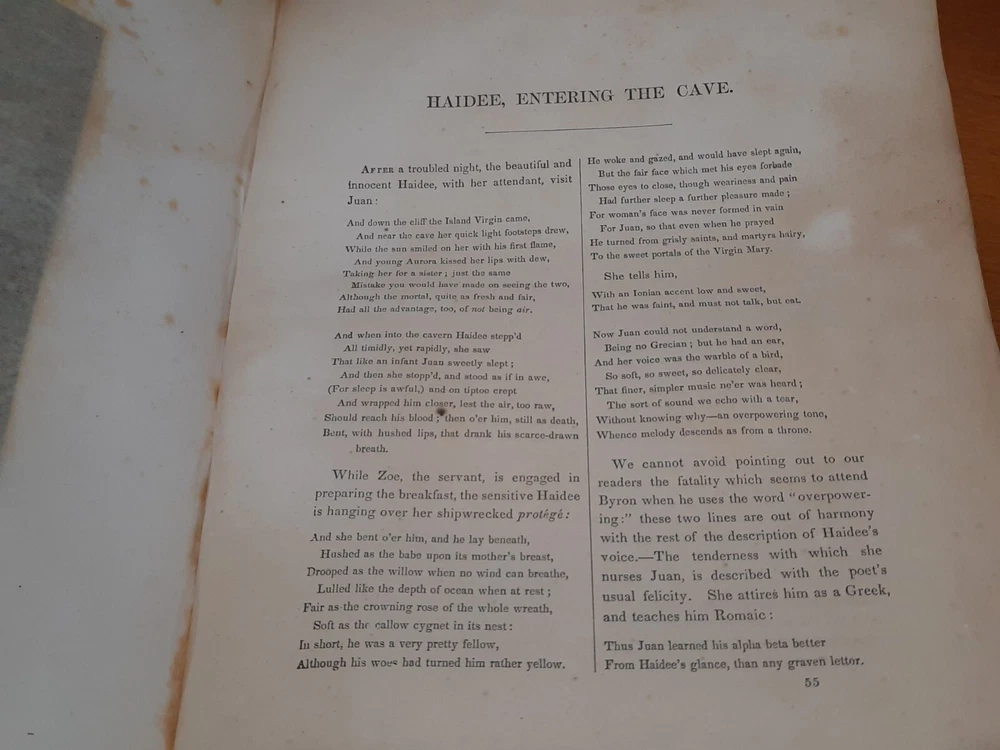 HAIDEE, ENTERING THE CAVE.
AFTER a troubled night, the beautiful and
innocent Haidee, with her attendant, visit
Juan:
And down the cliff the Island Virgin came,
And near the cave her quick light footsteps drew,
While the sun smiled on her with his first flame,
And young Aurora kissed her lips with dew,
Taking her for a sister; just the same
Mistake you would have made on seeing the two,
Although the mortal, quite as fresh and fair,
Had all the advantage, too, of not being air.
And when into the cavern Haidee stepp'd
All timidly, yet rapidly, she saw
That like an infant Juan sweetly slept;
And then she stopp'd, and stood as if in awe,
(For sleep is awful,) and on tiptoe crept
And wrapped him closer, lest the air, too raw,
Should reach his blood; then o'er him, still as death,
Bent, with hushed lips, that drank his scarce-drawn
breath.
While Zoe, the servant, is engaged in
preparing the breakfast, the sensitive Haidee
is hanging over her shipwrecked protégé:
And she bent o'er him, and he lay beneath,
Hushed as the babe upon its mother's breast,
Drooped as the willow when no wind can breathe,
Lulled like the depth of ocean when at rest;
Fair as the crowning rose of the whole wreath,
Soft as the callow cygnet in its nest:
In short, he was a very pretty fellow,
Although his woes had turned him rather yellow.
He woke and gazed, and would have slept again,
But the fair face which met his eyes forbade
Those eyes to close, though weariness and pain
Had further sleep a further pleasure made;
For woman's face was never formed in vain
For Juan, so that even when he prayed
He turned from grisly saints, and martyrs hairy,
To the sweet portals of the Virgin Mary.
She tells him,
With an Ionian accent low and sweet,
That he was faint, and must not talk, but eat.
Now Juan could not understand a word,
Being no Grecian; but he had an ear,
And her voice was the warble of a bird,
So soft, so sweet, so delicately clear,
That finer, simpler music ne'er was heard;
The sort of sound we echo with a tear,
Without knowing why—an overpowering tone,
Whence melody descends as from a throne.
We cannot avoid pointing out to our
readers the fatality which seems to attend
Byron when he uses the word "overpower-
ing:" these two lines are out of harmony
with the rest of the description of Haidee's
voice.—The tenderness with which she
nurses Juan, is described with the poet's
usual felicity. She attires him as a Greek,
and teaches him Romaic:
Thus Juan learned his alpha beta better
From Haidee's glance, than any graven letter.
55